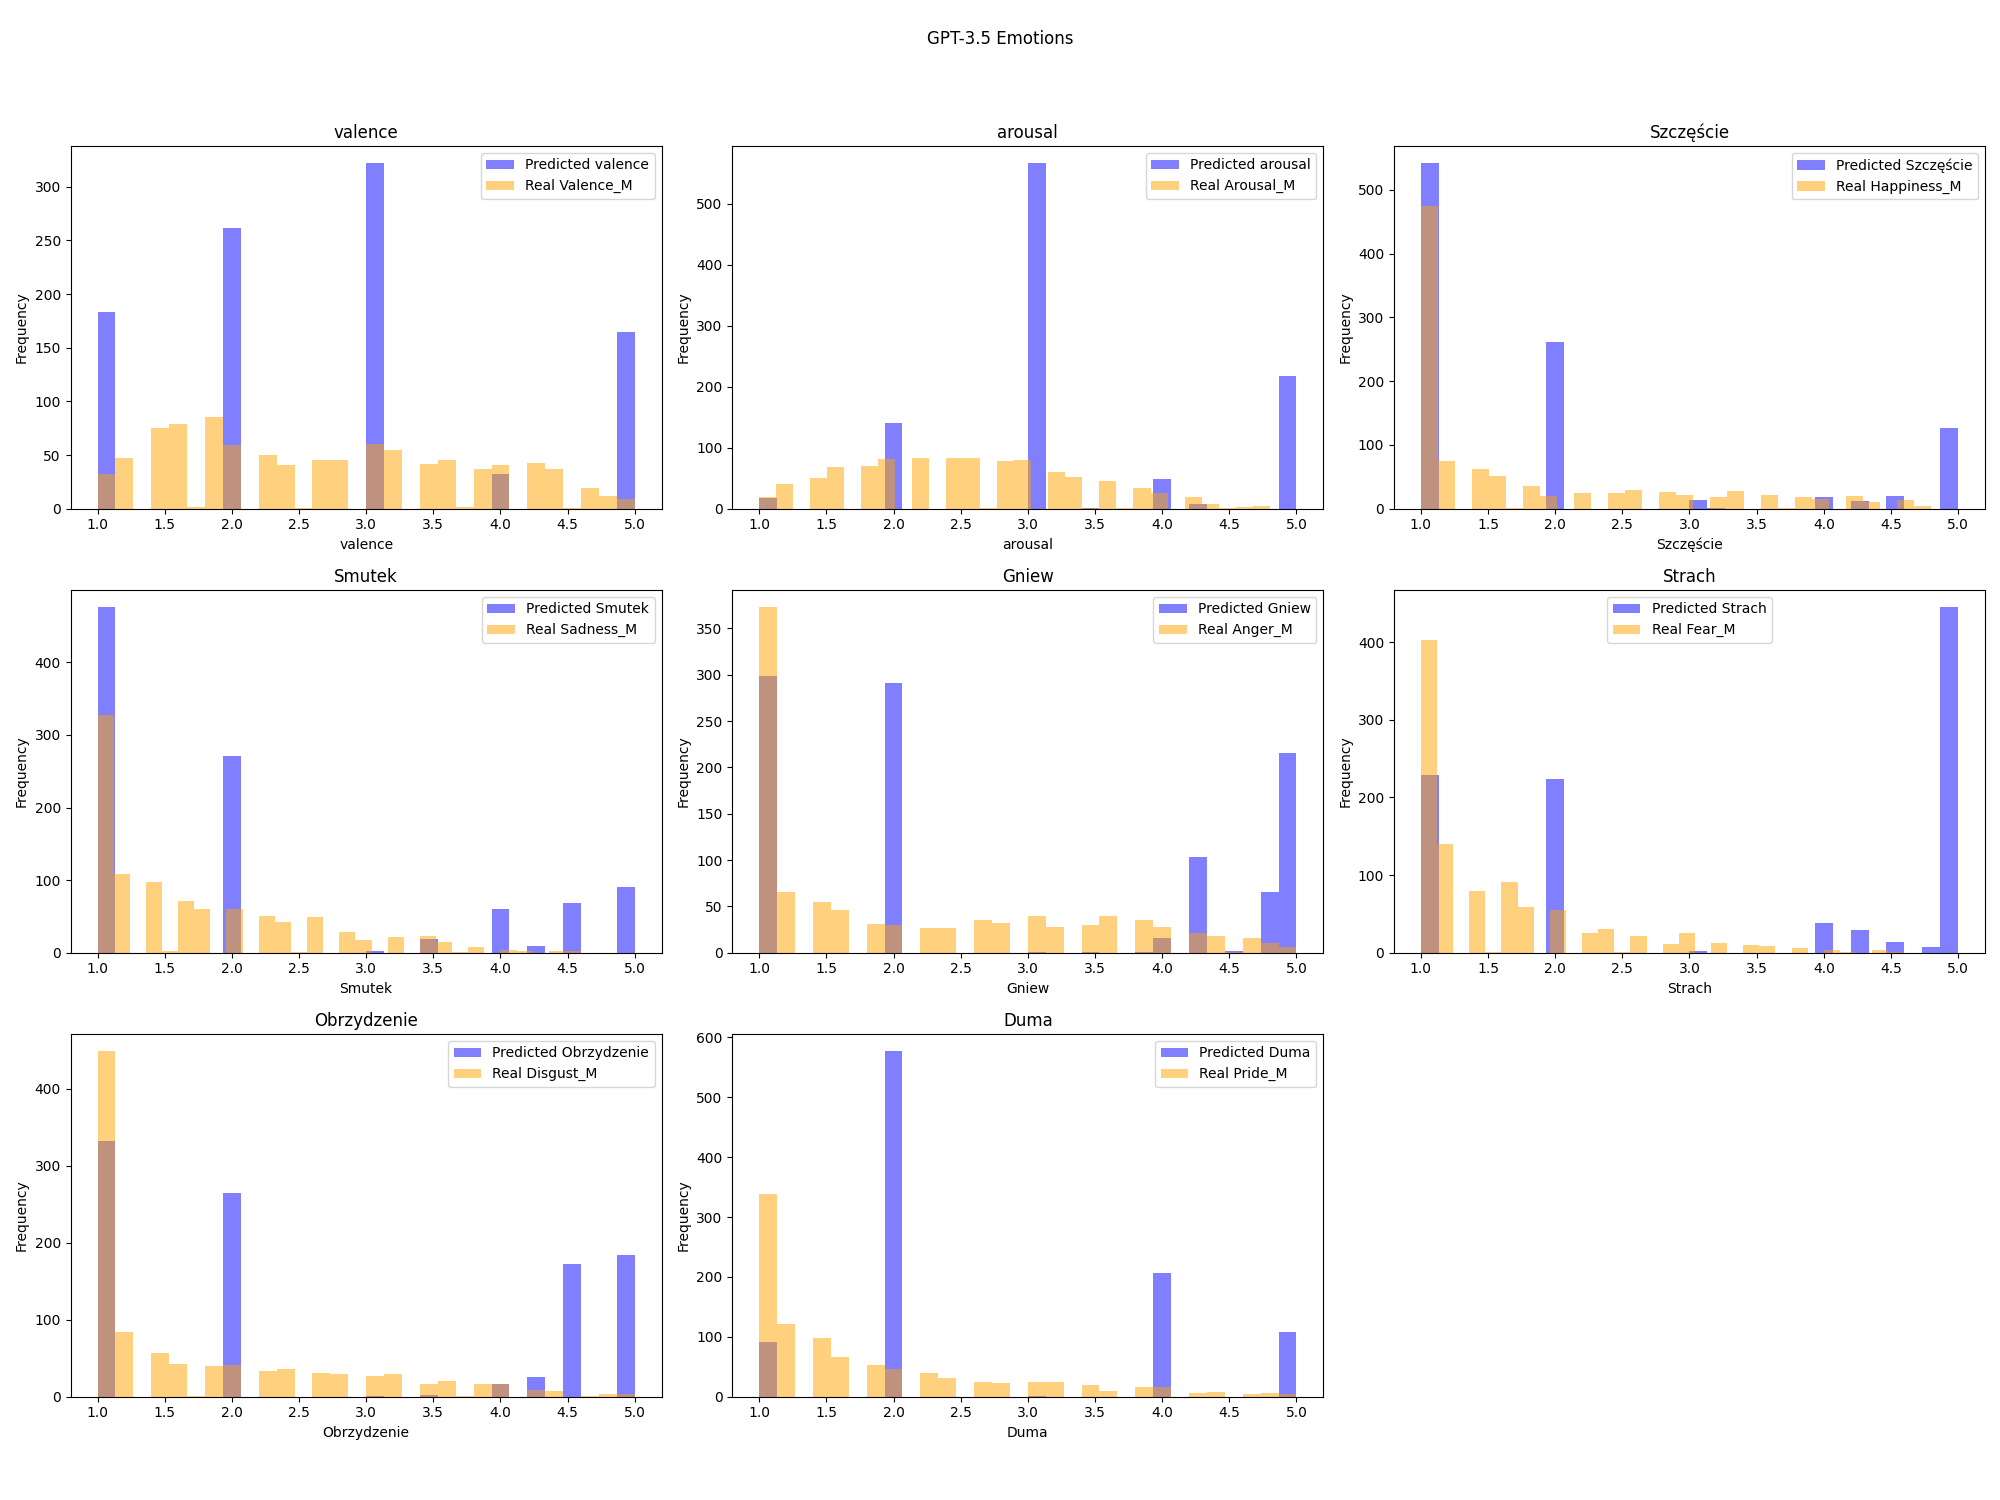 GPT-3.5 Emotions
valence
Frequency
0
50
100
150
200
250
300
Predicted valence
Real Valence_M
1.0 1.5 2.0 2.5 3.0 3.5 4.0 4.5 5.0
valence
arousal
Frequency
0
100
200
300
400
500
Predicted arousal
Real Arousal_M
1.0 1.5 2.0 2.5 3.0 3.5 4.0 4.5 5.0
arousal
Szczęście
Frequency
0
100
200
300
400
500
Predicted Szczęście
Real Happiness_M
1.0 1.5 2.0 2.5 3.0 3.5 4.0 4.5 5.0
Szczęście
Smutek
Frequency
0
100
200
300
400
Predicted Smutek
Real Sadness_M
1.0 1.5 2.0 2.5 3.0 3.5 4.0 4.5 5.0
Smutek
Gniew
Frequency
0
50
100
150
200
250
300
350
Predicted Gniew
Real Anger_M
1.0 1.5 2.0 2.5 3.0 3.5 4.0 4.5 5.0
Gniew
Strach
Frequency
0
100
200
300
400
Predicted Strach
Real Fear_M
1.0 1.5 2.0 2.5 3.0 3.5 4.0 4.5 5.0
Strach
Obrzydzenie
Frequency
0
100
200
300
400
Predicted Obrzydzenie
Real Disgust_M
1.0 1.5 2.0 2.5 3.0 3.5 4.0 4.5 5.0
Obrzydzenie
Duma
Frequency
0
100
200
300
400
500
600
Predicted Duma
Real Pride_M
1.0 1.5 2.0 2.5 3.0 3.5 4.0 4.5 5.0
Duma